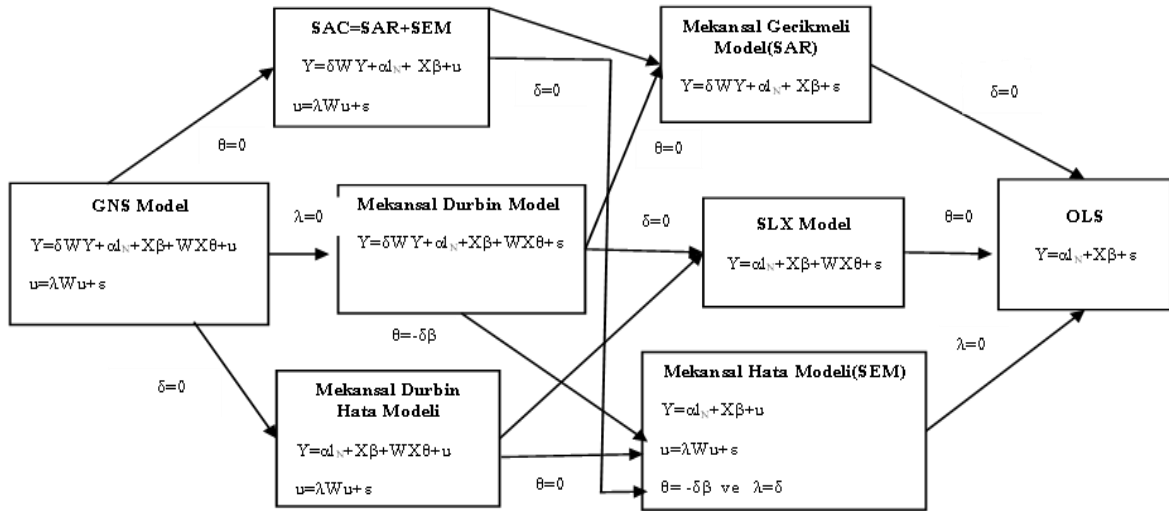 SAC=SAR+SEM
Y=δWY+αl_N+ Xβ+u
u=λWu+ε
Mekansal Gecikmeli
Model(SAR)
Y=δWY+αl_N+ Xβ+ε
δ=0
δ=0
θ=0
θ=0
GNS Model
Y=δWY+αl_N+Xβ+WXθ+u
u=λWu+ε
λ=0
Mekansal Durbin Model
Y=δWY+αl_N+Xβ+WXθ+ε
δ=0
SLX Model
Y=αl_N+Xβ+WXθ+ε
θ=0
OLS
Y=αl_N+Xβ+ε
θ=-δβ
δ=0
λ=0
Mekansal Durbin
Hata Modeli
Y=αl_N+Xβ+WXθ+u
u=λWu+ε
θ=0
Mekansal Hata Modeli(SEM)
Y=αl_N+Xβ+u
u=λWu+ε
θ= -δβ ve λ=δ